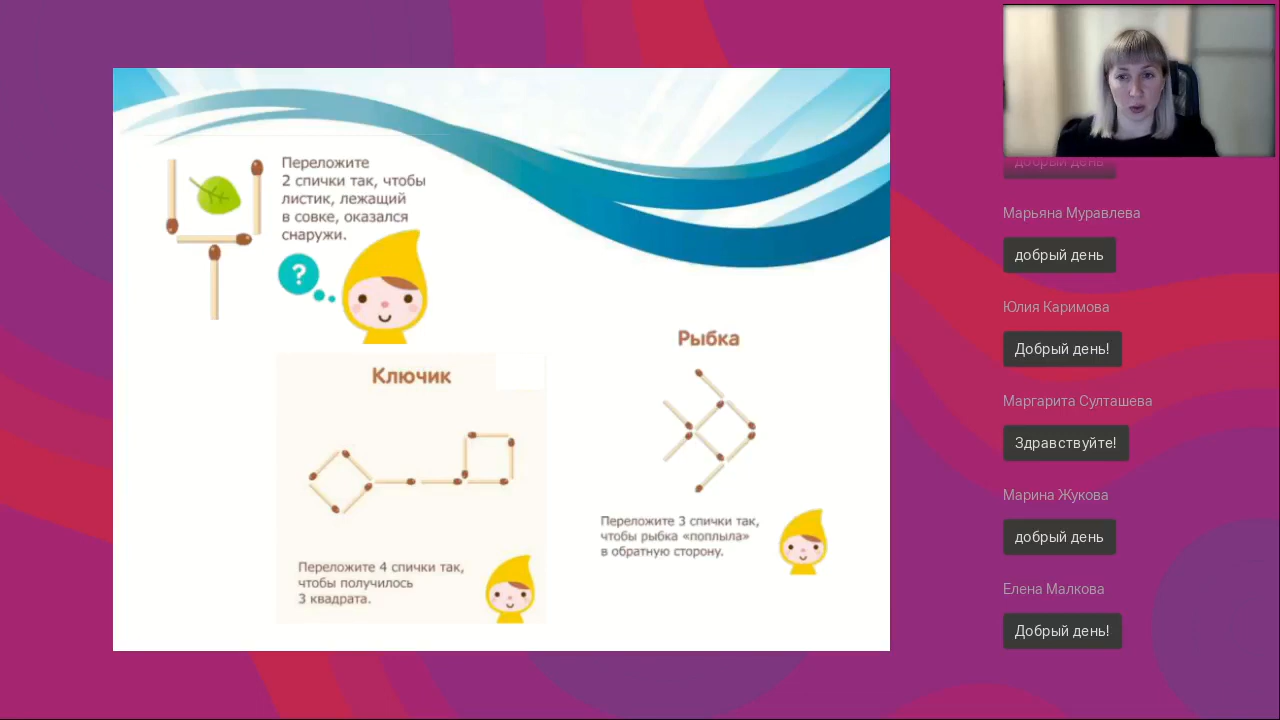 Переложите
2 спички так, чтобы
листик, лежащий
в совке, оказался
снаружи.
?
Ключик
Переложите 4 спички так,
чтобы получилось
3 квадрата.
Рыбка
Переложите 3 спички так,
чтобы рыбка «поплыла»
в обратную сторону.
добрый день
Марьяна Муравлева
добрый день
Юлия Каримова
Добрый день!
Маргарита Султашева
Здравствуйте!
Марина Жукова
добрый день
Елена Малкова
Добрый день!